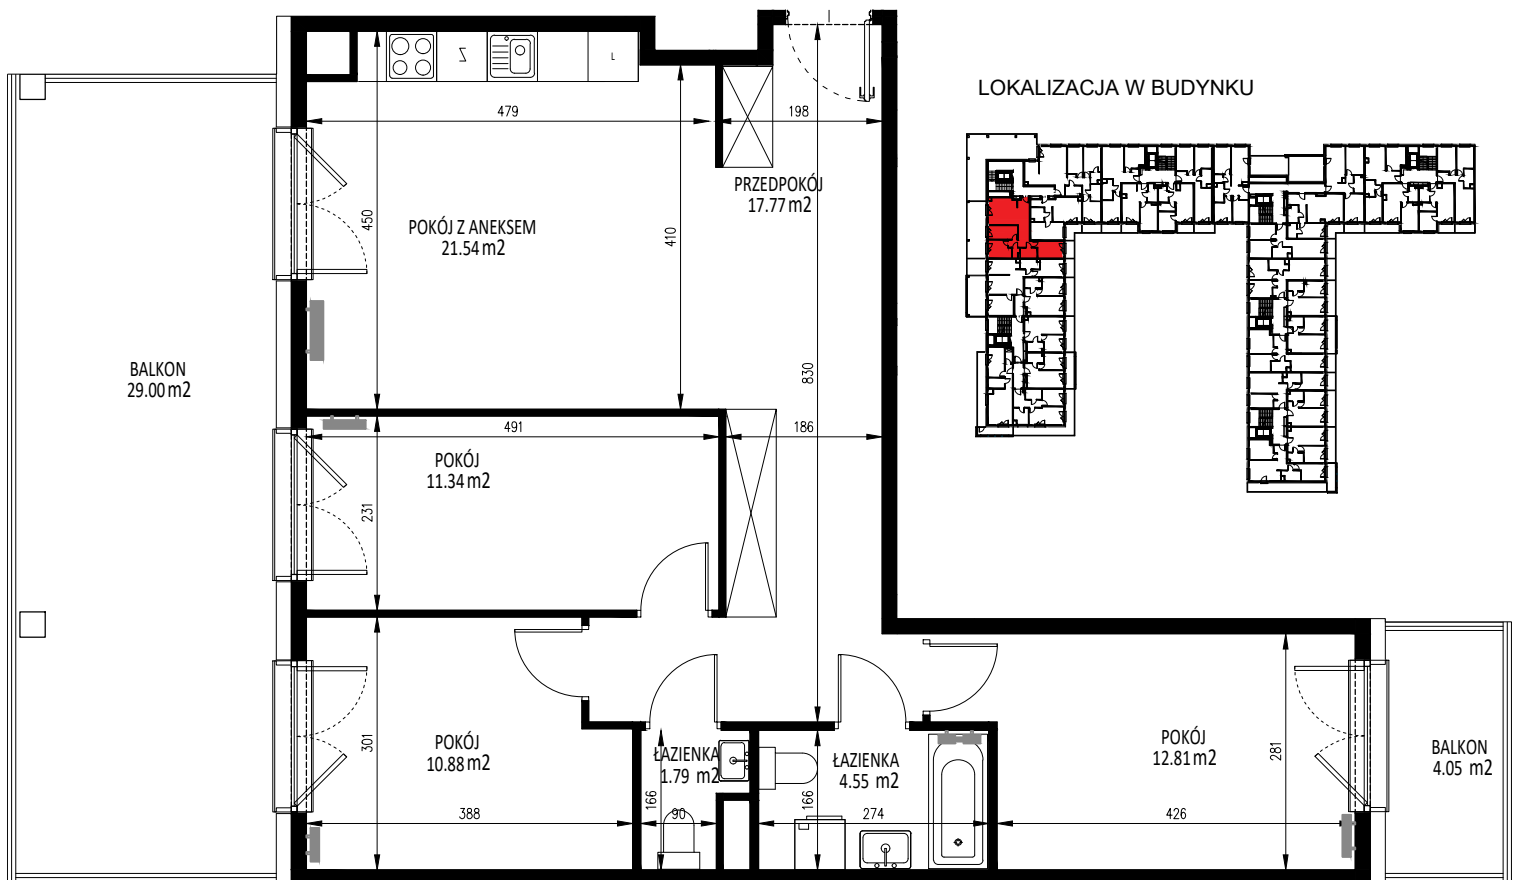 LOKALIZACJA W BUDYNKU
Z
L
479
198
450
410
POKÓJ Z ANEKSEM
21.54 m2
PRZEDPOKÓJ
17.77 m2
830
BALKON
29.00 m2
491
186
POKÓJ
11.34 m2
231
301
POKÓJ
10.88 m2
388
ŁAZIENKA
1.79 m2
166
90
ŁAZIENKA
4.55 m2
166
274
POKÓJ
12.81 m2
281
426
BALKON
4.05 m2